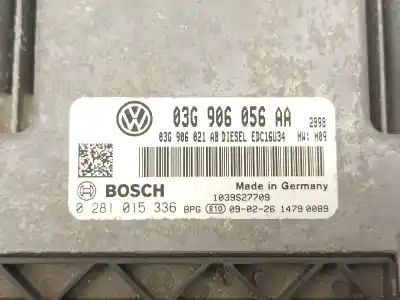 03G 906 056 AA 2898
03G 906 021 AB DIESEL EDC16U34 HW: H09
BOSCH
Made in Germany
1039S27709
0 281 015 336 BPG E10 09-02-26 1479 0089